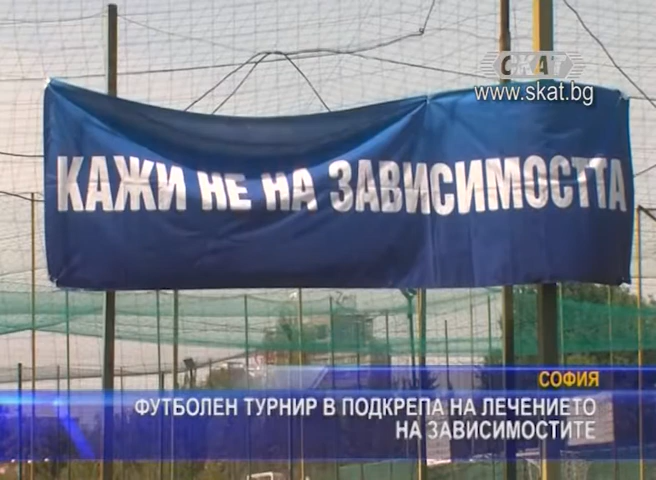 СКАТ
www.skat.bg
КАЖИ НЕ НА ЗАВИСИМОСТТА
СОФИЯ
ФУТБОЛЕН ТУРНИР В ПОДКРЕПА НА ЛЕЧЕНИЕТО
НА ЗАВИСИМОСТИТЕ